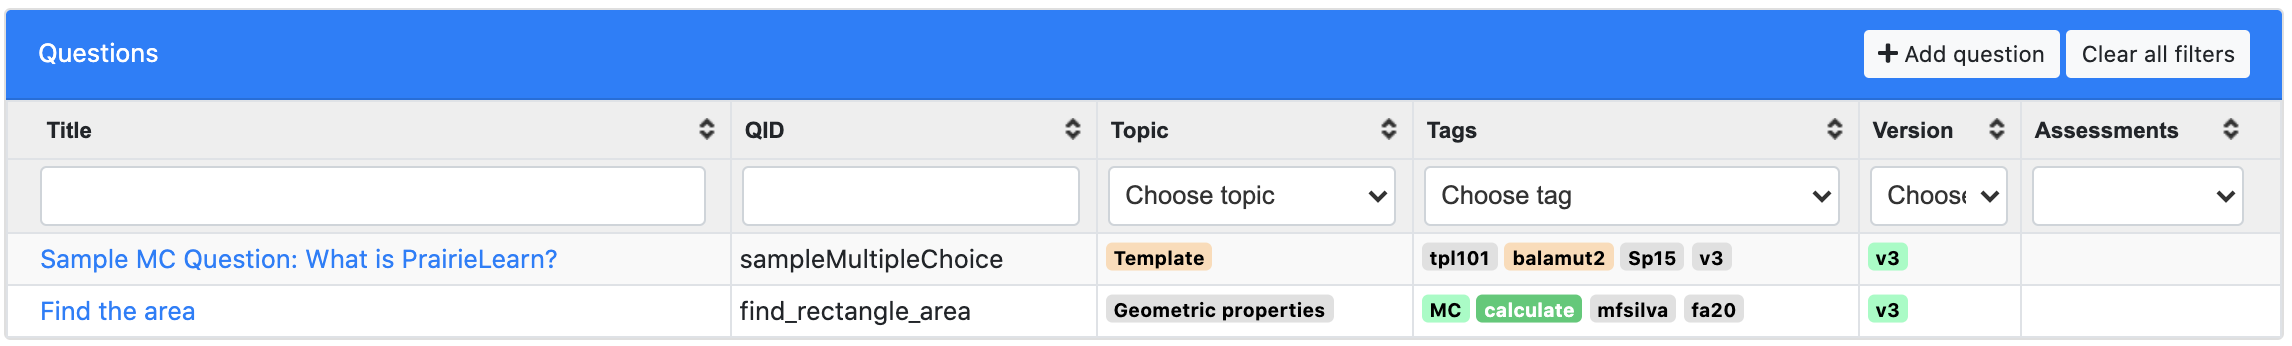 Questions + Add question Clear all filters
Title QID Topic Tags Version Assessments
Choose topic Choose tag Choose
Sample MC Question: What is PrairieLearn? sampleMultipleChoice Template tpl101 balamut2 Sp15 v3 v3
Find the area find_rectangle_area Geometric properties MC calculate mfsilva fa20 v3